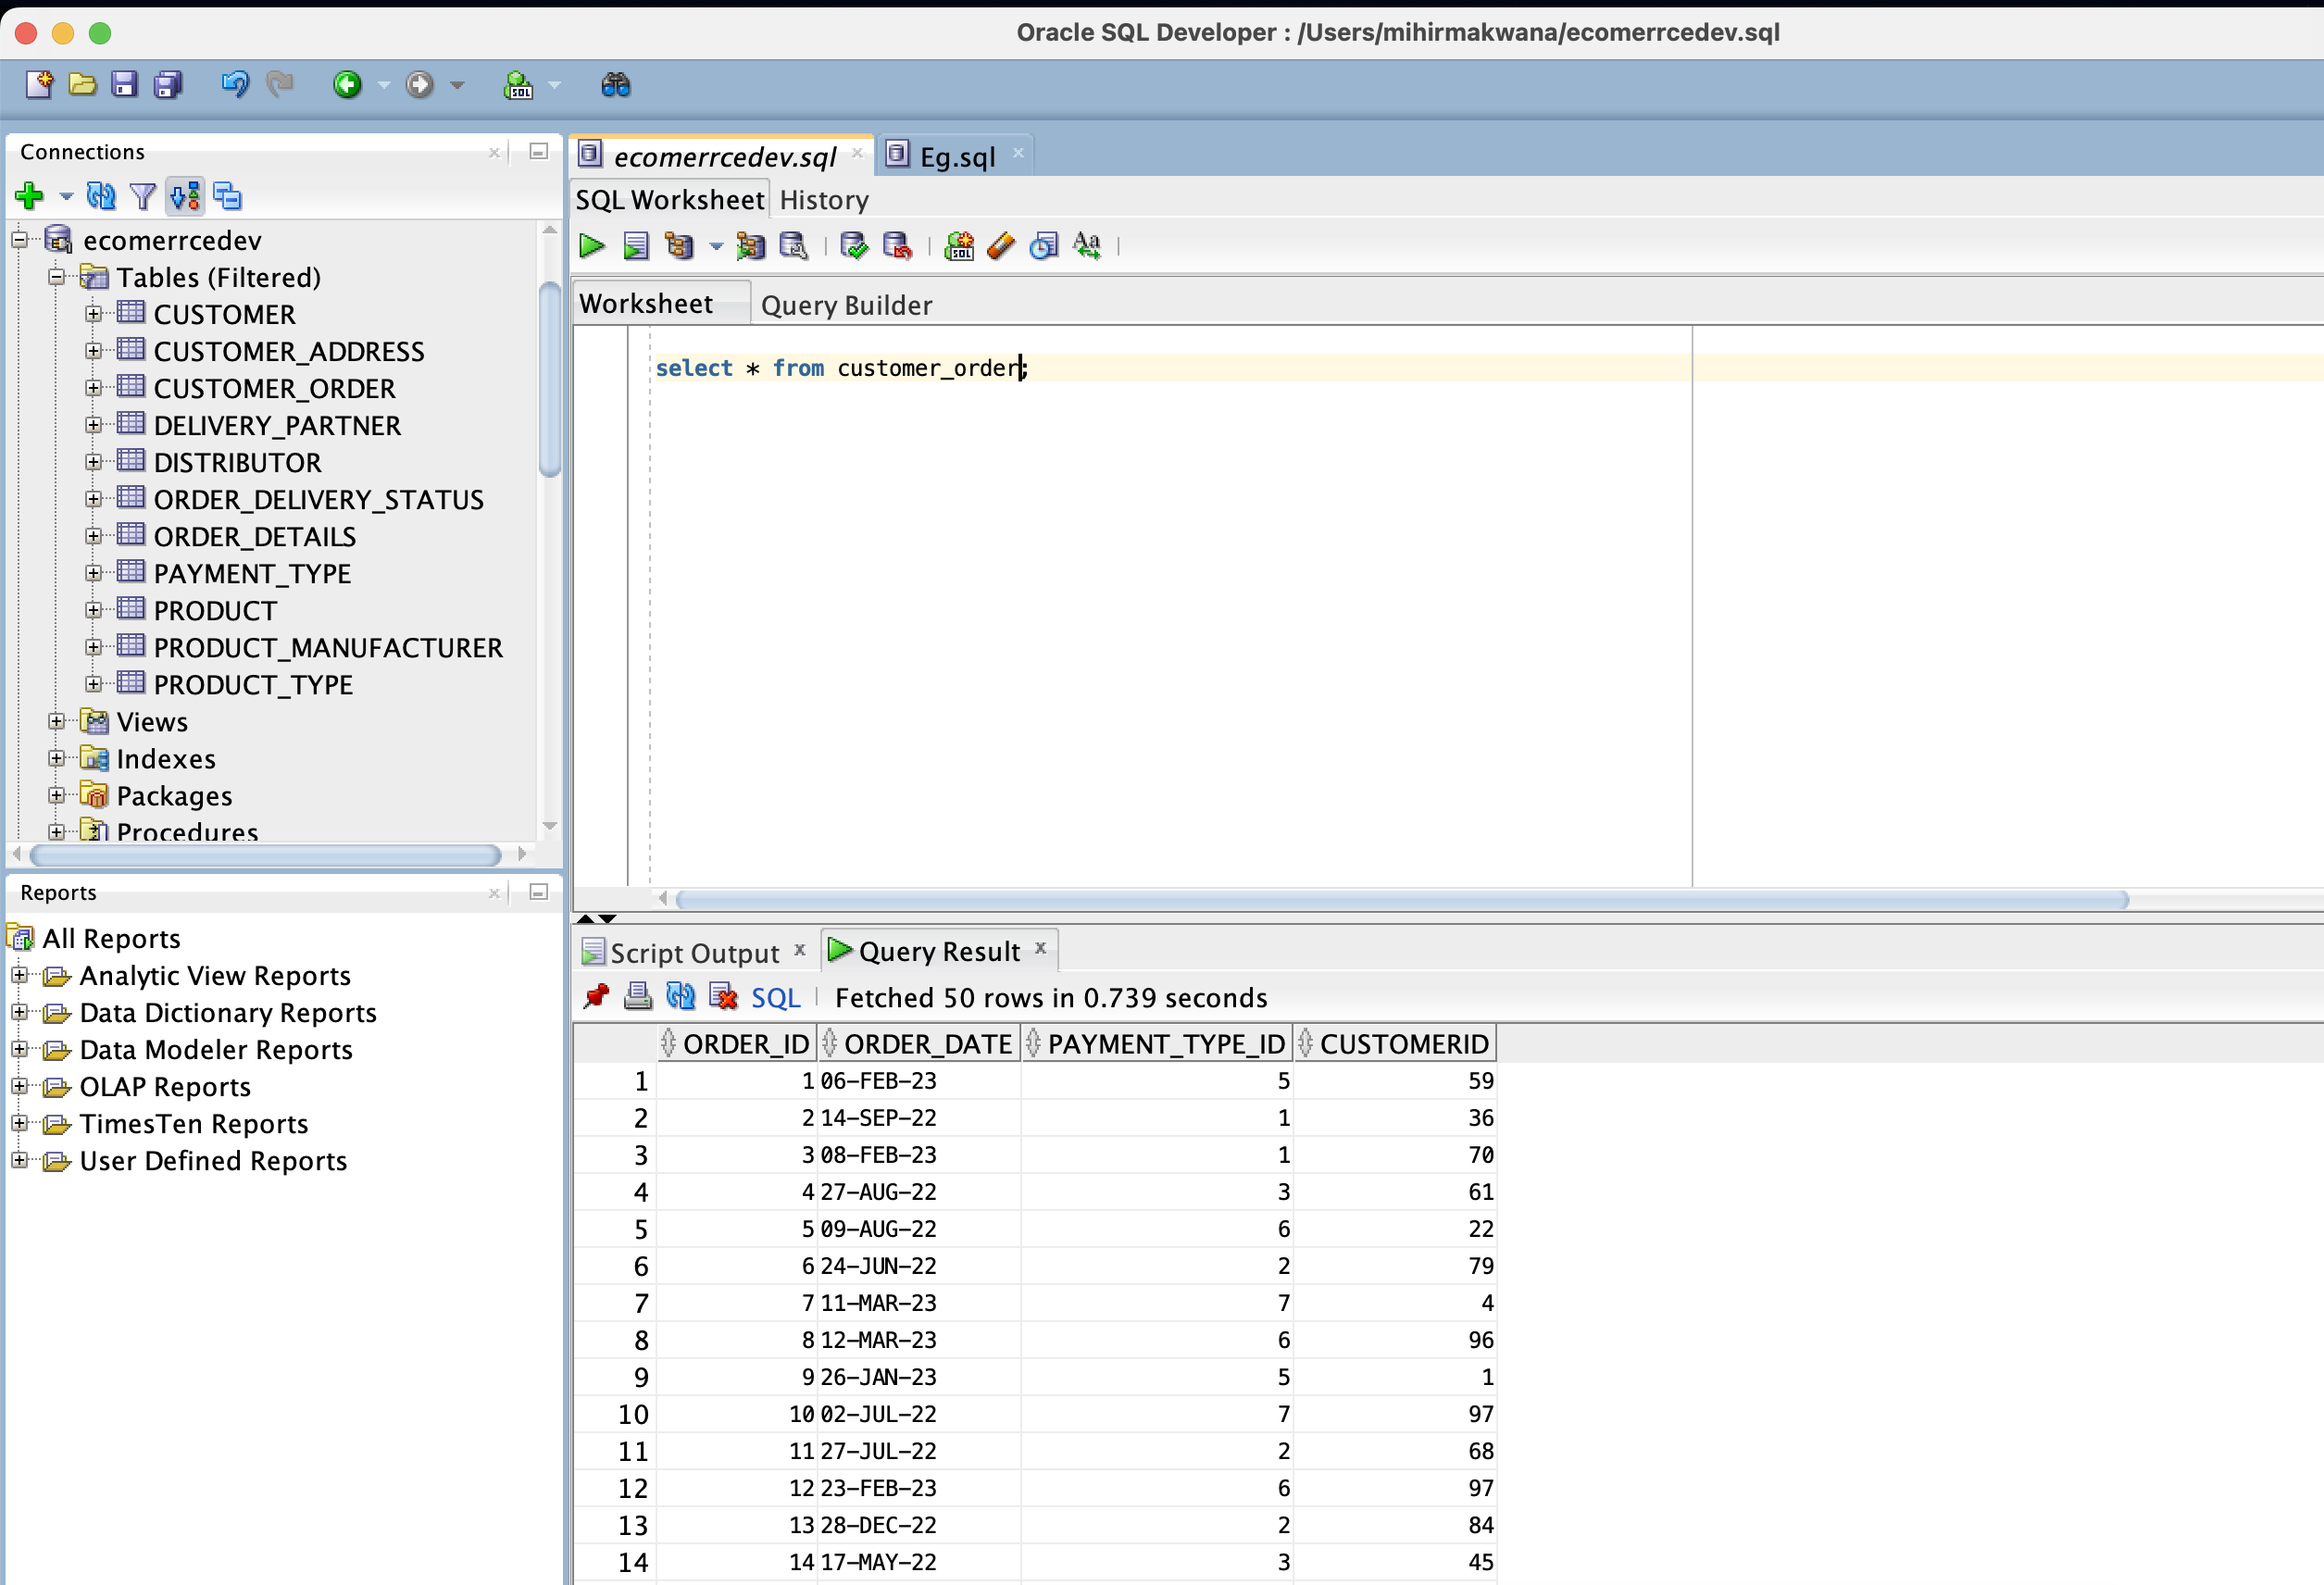 Oracle SQL Developer : /Users/mihirmakwana/ecomerrcedev.sql
SQL
Connections
ecomerrcedev
Tables (Filtered)
CUSTOMER
CUSTOMER_ADDRESS
CUSTOMER_ORDER
DELIVERY_PARTNER
DISTRIBUTOR
ORDER_DELIVERY_STATUS
ORDER_DETAILS
PAYMENT_TYPE
PRODUCT
PRODUCT_MANUFACTURER
PRODUCT_TYPE
Views
Indexes
Packages
Procedures
Reports
All Reports
Analytic View Reports
Data Dictionary Reports
Data Modeler Reports
OLAP Reports
TimesTen Reports
User Defined Reports
ecomerrcedev.sql Eg.sql
SQL Worksheet History
SQL Aa
Worksheet Query Builder
select * from customer_order;
Script Output Query Result
SQL Fetched 50 rows in 0.739 seconds
ORDER_ID ORDER_DATE PAYMENT_TYPE_ID CUSTOMERID
1 1 06-FEB-23 5 59
2 2 14-SEP-22 1 36
3 3 08-FEB-23 1 70
4 4 27-AUG-22 3 61
5 5 09-AUG-22 6 22
6 6 24-JUN-22 2 79
7 7 11-MAR-23 7 4
8 8 12-MAR-23 6 96
9 9 26-JAN-23 5 1
10 10 02-JUL-22 7 97
11 11 27-JUL-22 2 68
12 12 23-FEB-23 6 97
13 13 28-DEC-22 2 84
14 14 17-MAY-22 3 45